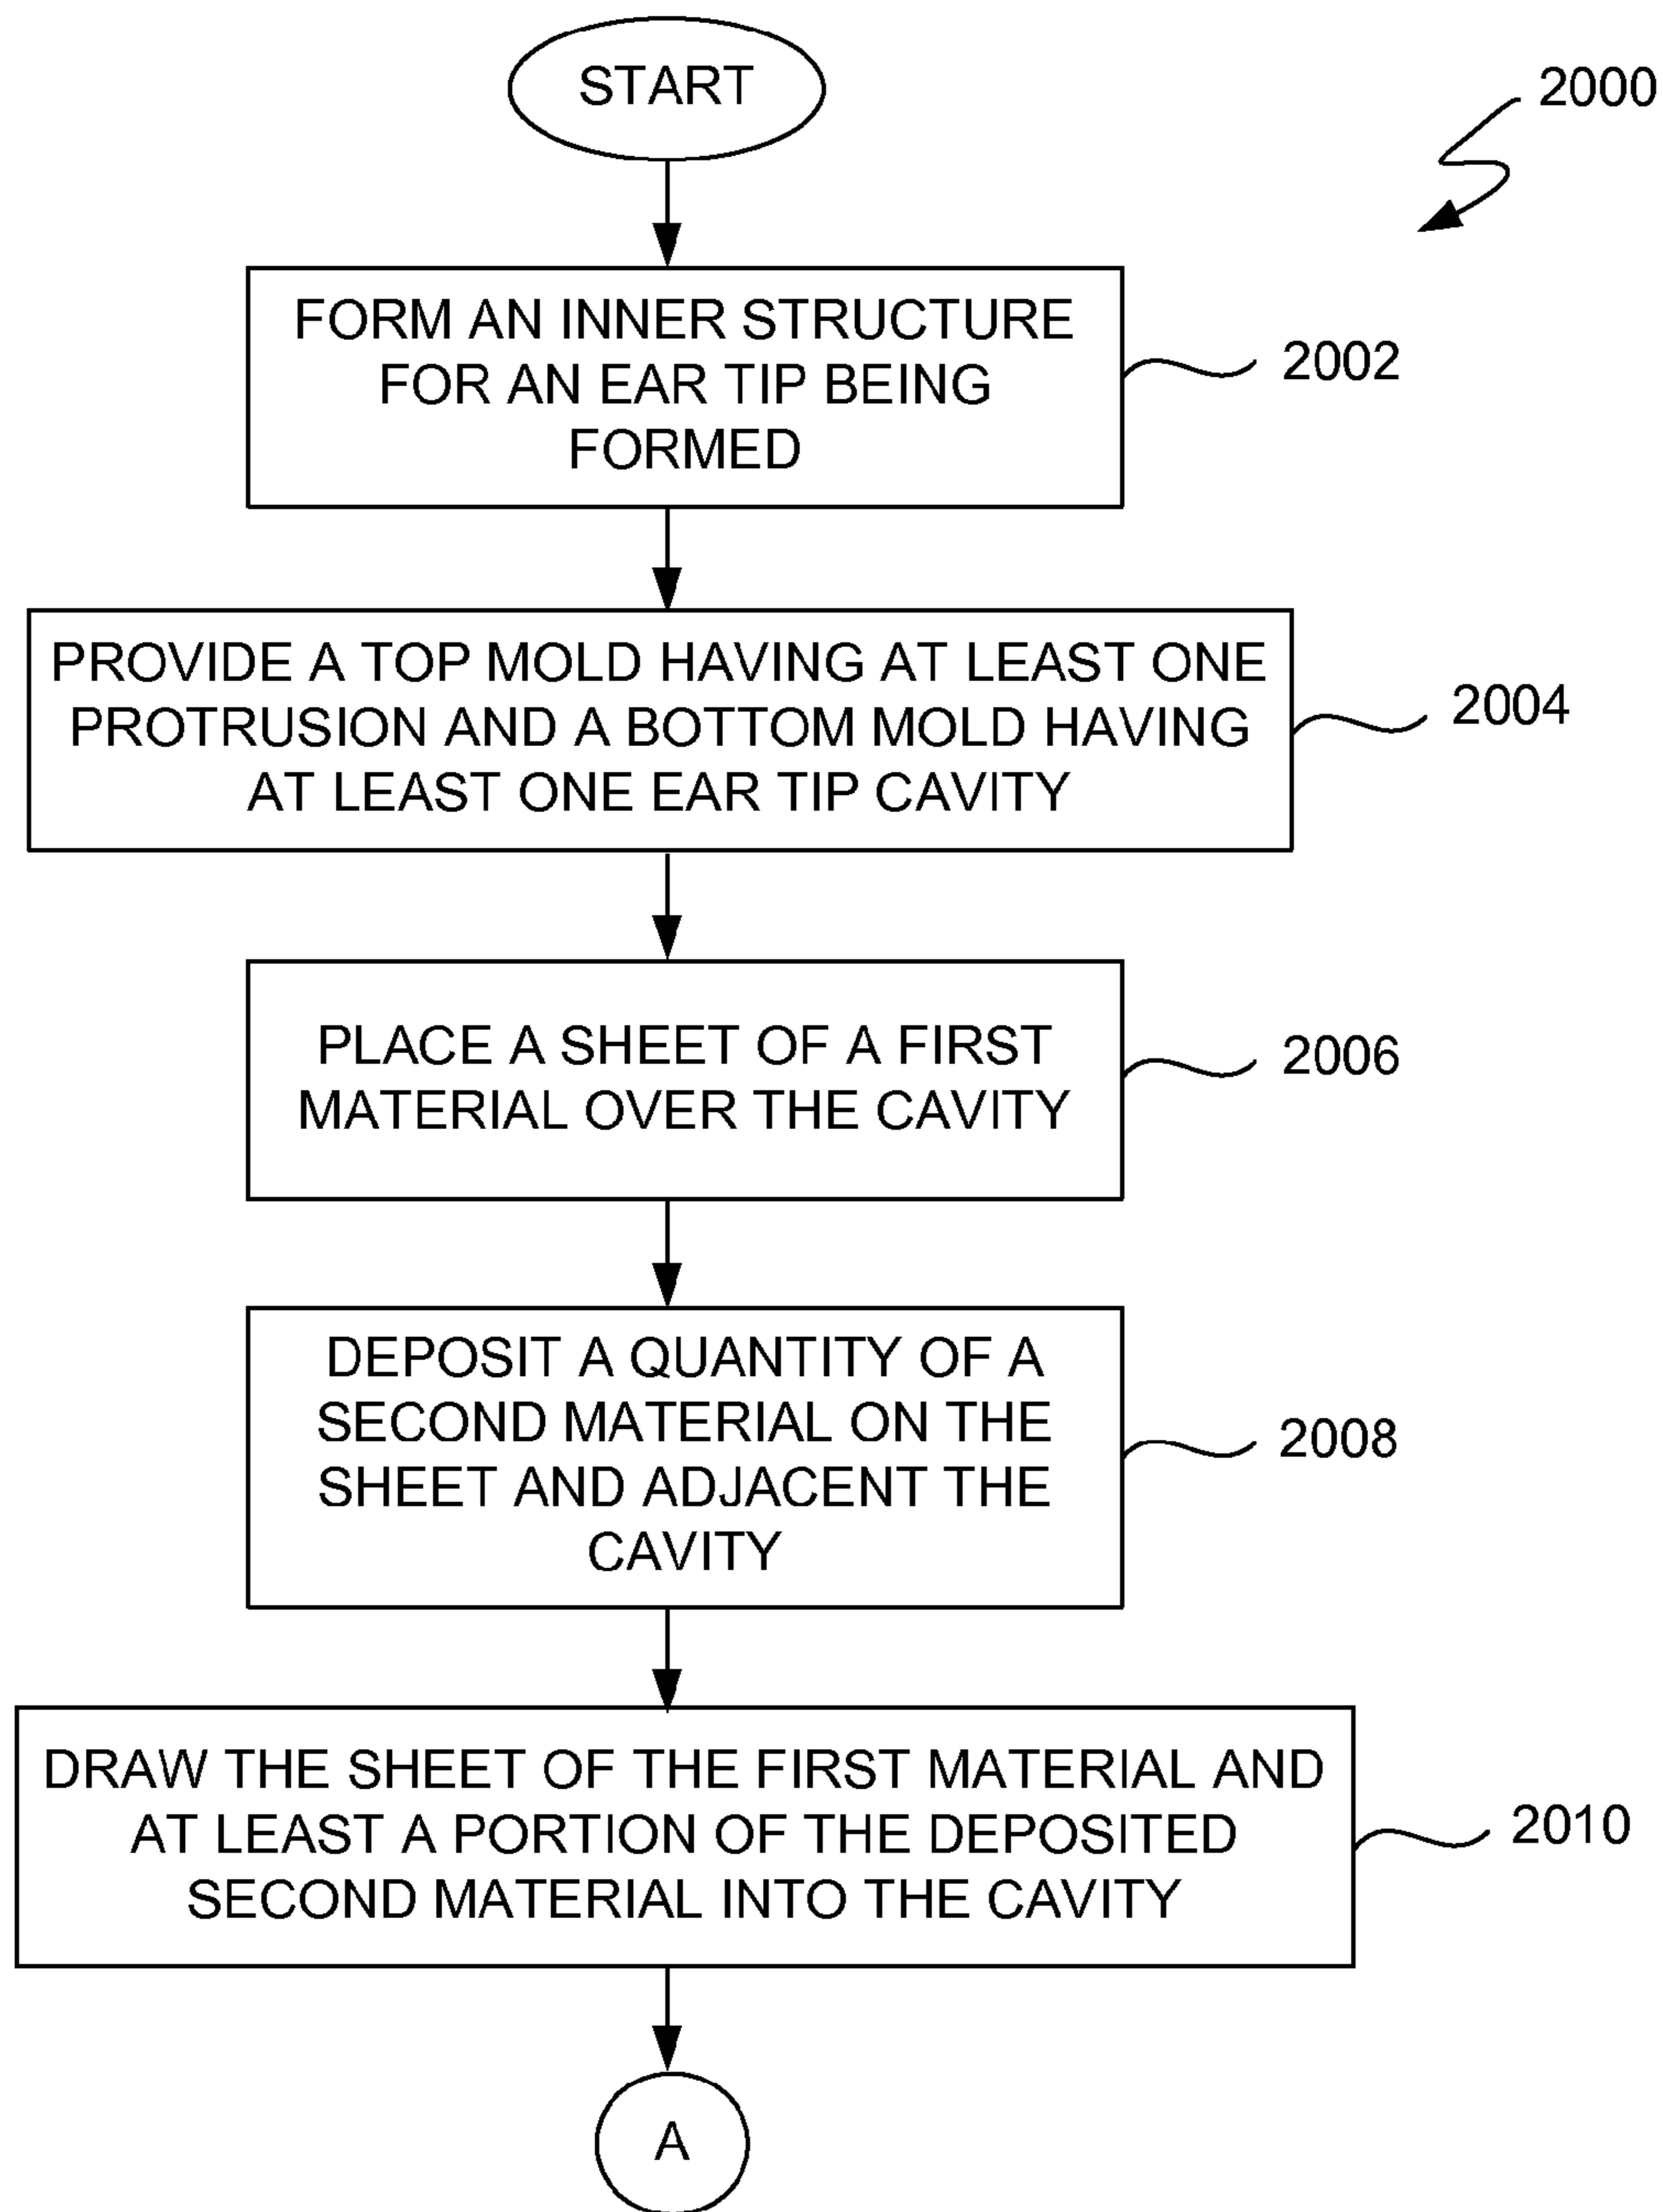 START
2000
FORM AN INNER STRUCTURE
FOR AN EAR TIP BEING
FORMED
2002
PROVIDE A TOP MOLD HAVING AT LEAST ONE
PROTRUSION AND A BOTTOM MOLD HAVING
AT LEAST ONE EAR TIP CAVITY
2004
PLACE A SHEET OF A FIRST
MATERIAL OVER THE CAVITY
2006
DEPOSIT A QUANTITY OF A
SECOND MATERIAL ON THE
SHEET AND ADJACENT THE
CAVITY
2008
DRAW THE SHEET OF THE FIRST MATERIAL AND
AT LEAST A PORTION OF THE DEPOSITED
SECOND MATERIAL INTO THE CAVITY
2010
A